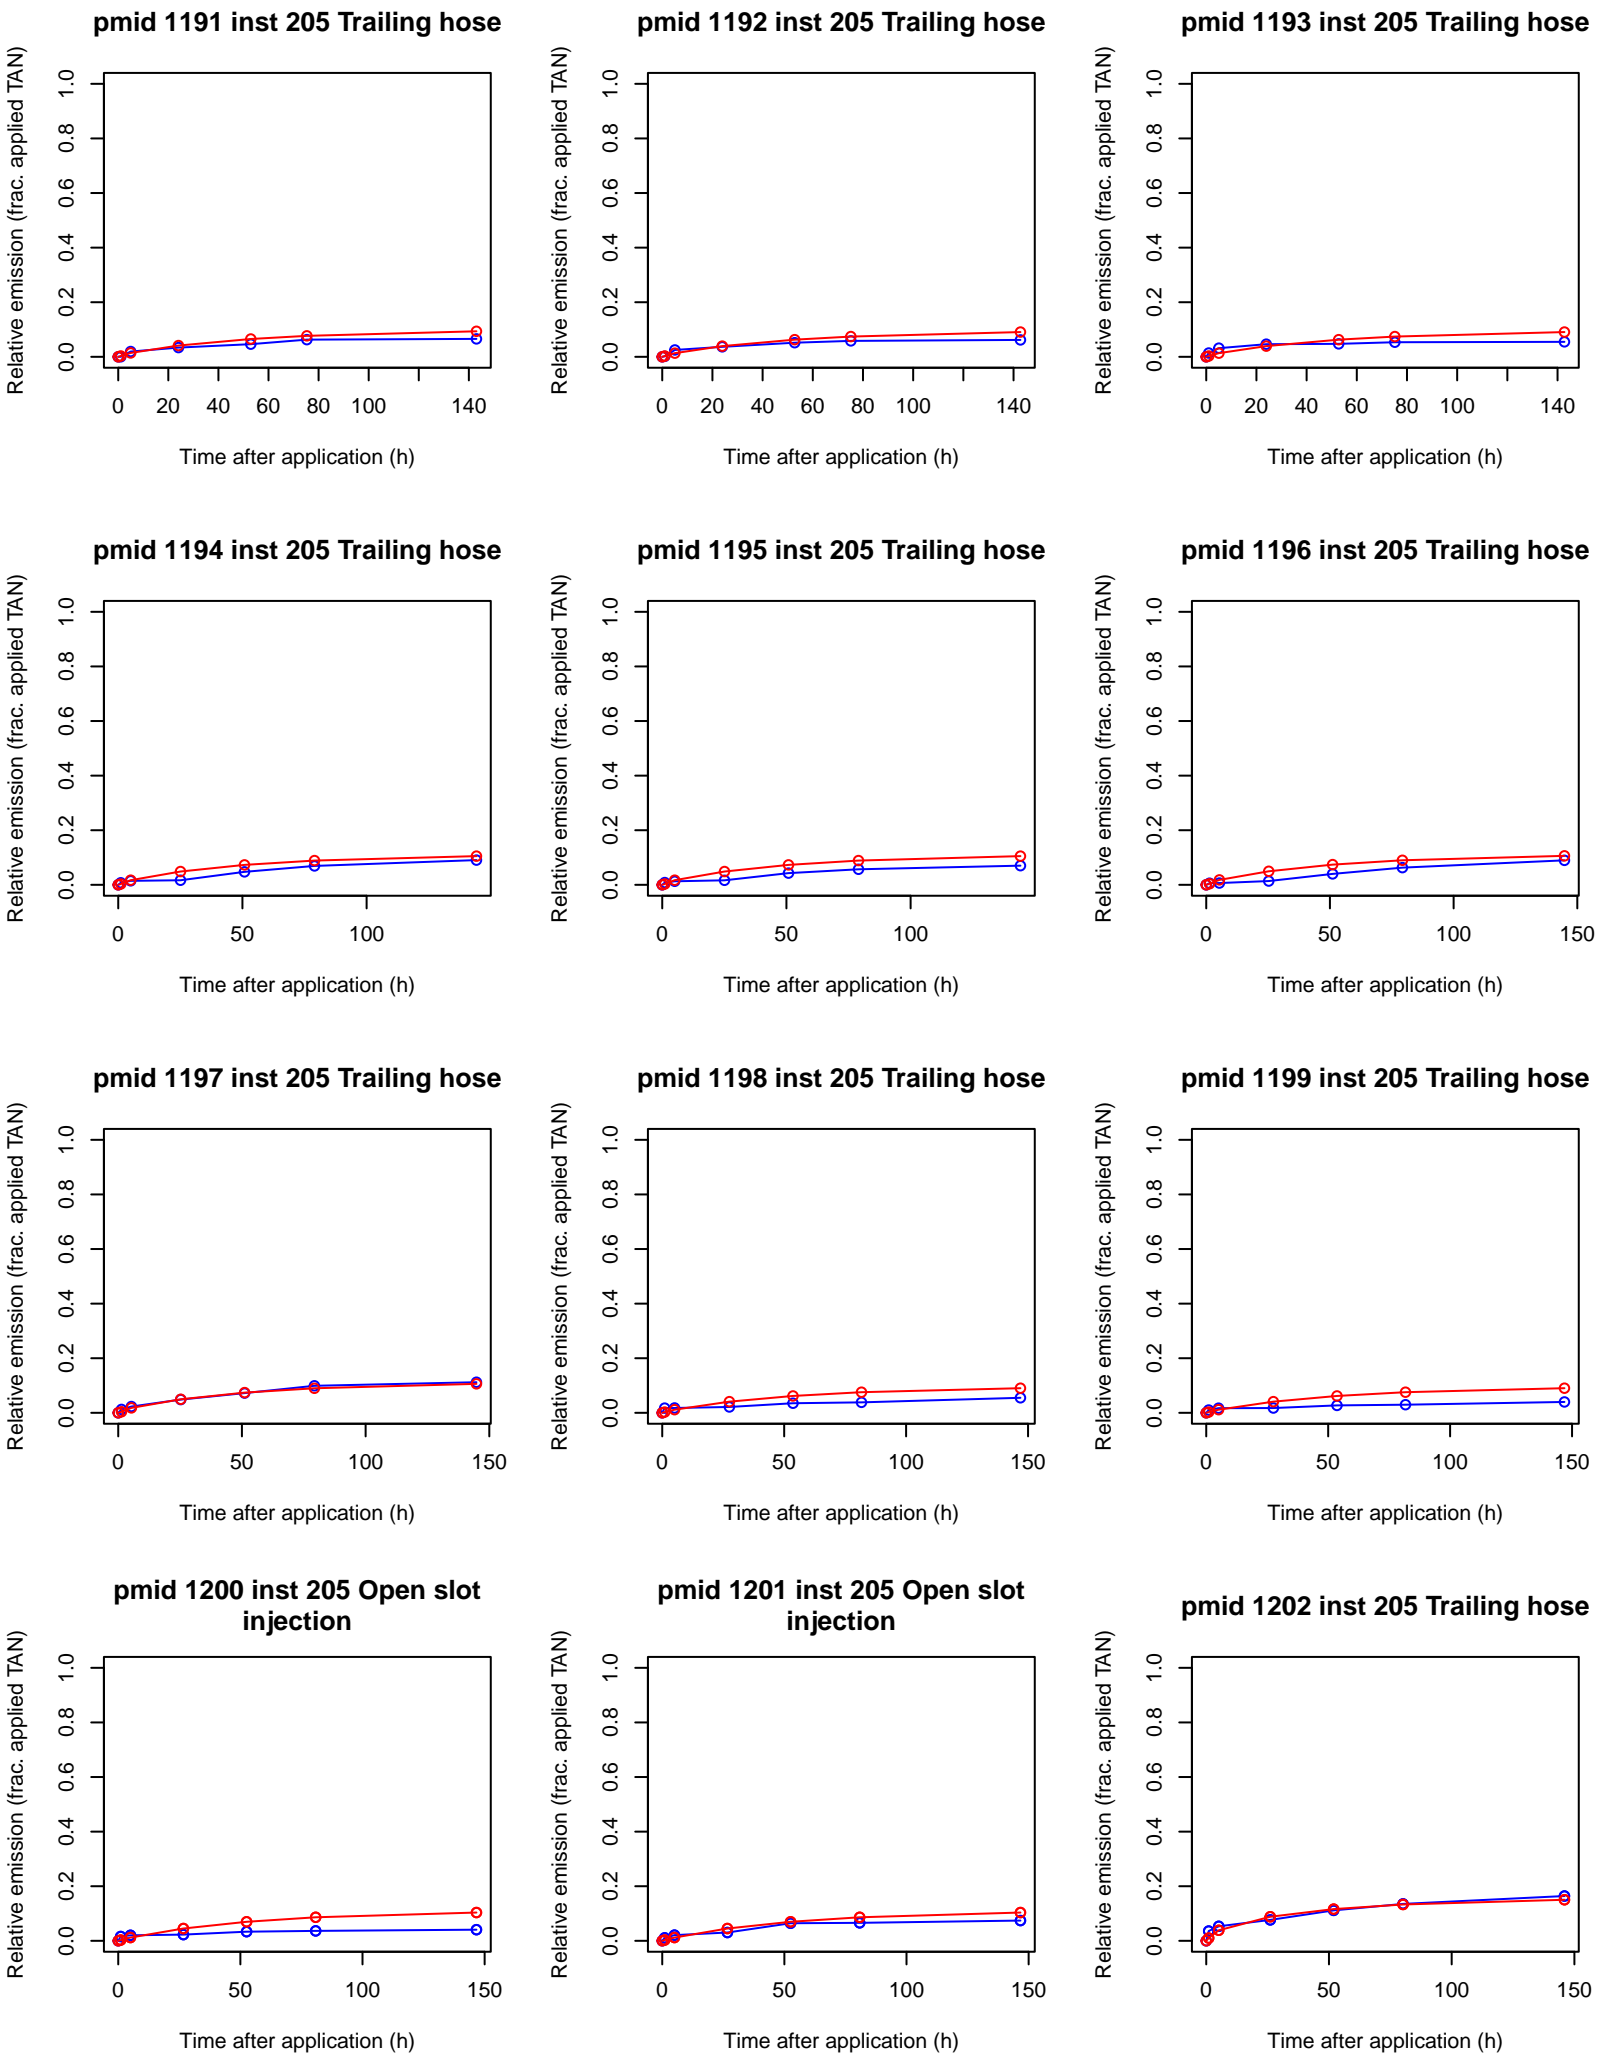 pmid 1191 inst 205 Trailing hose
Relative emission (frac. applied TAN)
0.0 0.2 0.4 0.6 0.8 1.0
0 20 40 60 80 100 140
Time after application (h)
pmid 1192 inst 205 Trailing hose
Relative emission (frac. applied TAN)
0.0 0.2 0.4 0.6 0.8 1.0
0 20 40 60 80 100 140
Time after application (h)
pmid 1193 inst 205 Trailing hose
Relative emission (frac. applied TAN)
0.0 0.2 0.4 0.6 0.8 1.0
0 20 40 60 80 100 140
Time after application (h)
pmid 1194 inst 205 Trailing hose
Relative emission (frac. applied TAN)
0.0 0.2 0.4 0.6 0.8 1.0
0 50 100
Time after application (h)
pmid 1195 inst 205 Trailing hose
Relative emission (frac. applied TAN)
0.0 0.2 0.4 0.6 0.8 1.0
0 50 100
Time after application (h)
pmid 1196 inst 205 Trailing hose
Relative emission (frac. applied TAN)
0.0 0.2 0.4 0.6 0.8 1.0
0 50 100 150
Time after application (h)
pmid 1197 inst 205 Trailing hose
Relative emission (frac. applied TAN)
0.0 0.2 0.4 0.6 0.8 1.0
0 50 100 150
Time after application (h)
pmid 1198 inst 205 Trailing hose
Relative emission (frac. applied TAN)
0.0 0.2 0.4 0.6 0.8 1.0
0 50 100 150
Time after application (h)
pmid 1199 inst 205 Trailing hose
Relative emission (frac. applied TAN)
0.0 0.2 0.4 0.6 0.8 1.0
0 50 100 150
Time after application (h)
pmid 1200 inst 205 Open slot
injection
Relative emission (frac. applied TAN)
0.0 0.2 0.4 0.6 0.8 1.0
0 50 100 150
Time after application (h)
pmid 1201 inst 205 Open slot
injection
Relative emission (frac. applied TAN)
0.0 0.2 0.4 0.6 0.8 1.0
0 50 100 150
Time after application (h)
pmid 1202 inst 205 Trailing hose
Relative emission (frac. applied TAN)
0.0 0.2 0.4 0.6 0.8 1.0
0 50 100 150
Time after application (h)